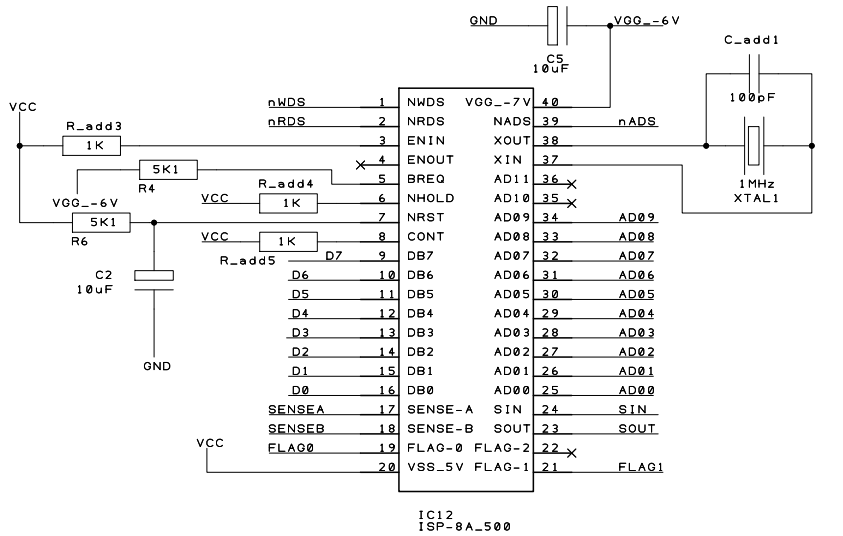 GND VGG_-6V
C5
10uF
C_add1
100pF
1MHz
XTAL1
VCC
R_add3
1K
5K1
R4
VGG_-6V
R_add4
VCC 1K
5K1
R6
VCC 1K
R_add5
C2
10uF
GND
VCC
nWDS 1 NWDS VGG_-7V 40
nRDS 2 NRDS NADS 39 nADS
3 ENIN XOUT 38
4 ENOUT XIN 37
5 BREQ AD11 36
6 NHOLD AD10 35
7 NRST AD09 34 AD09
8 CONT AD08 33 AD08
D7 9 DB7 AD07 32 AD07
D6 10 DB6 AD06 31 AD06
D5 11 DB5 AD05 30 AD05
D4 12 DB4 AD04 29 AD04
D3 13 DB3 AD03 28 AD03
D2 14 DB2 AD02 27 AD02
D1 15 DB1 AD01 26 AD01
D0 16 DB0 AD00 25 AD00
SENSEA 17 SENSE-A SIN 24 SIN
SENSEB 18 SENSE-B SOUT 23 SOUT
FLAG0 19 FLAG-0 FLAG-2 22
20 VSS_5V FLAG-1 21 FLAG1
IC12
ISP-8A_500